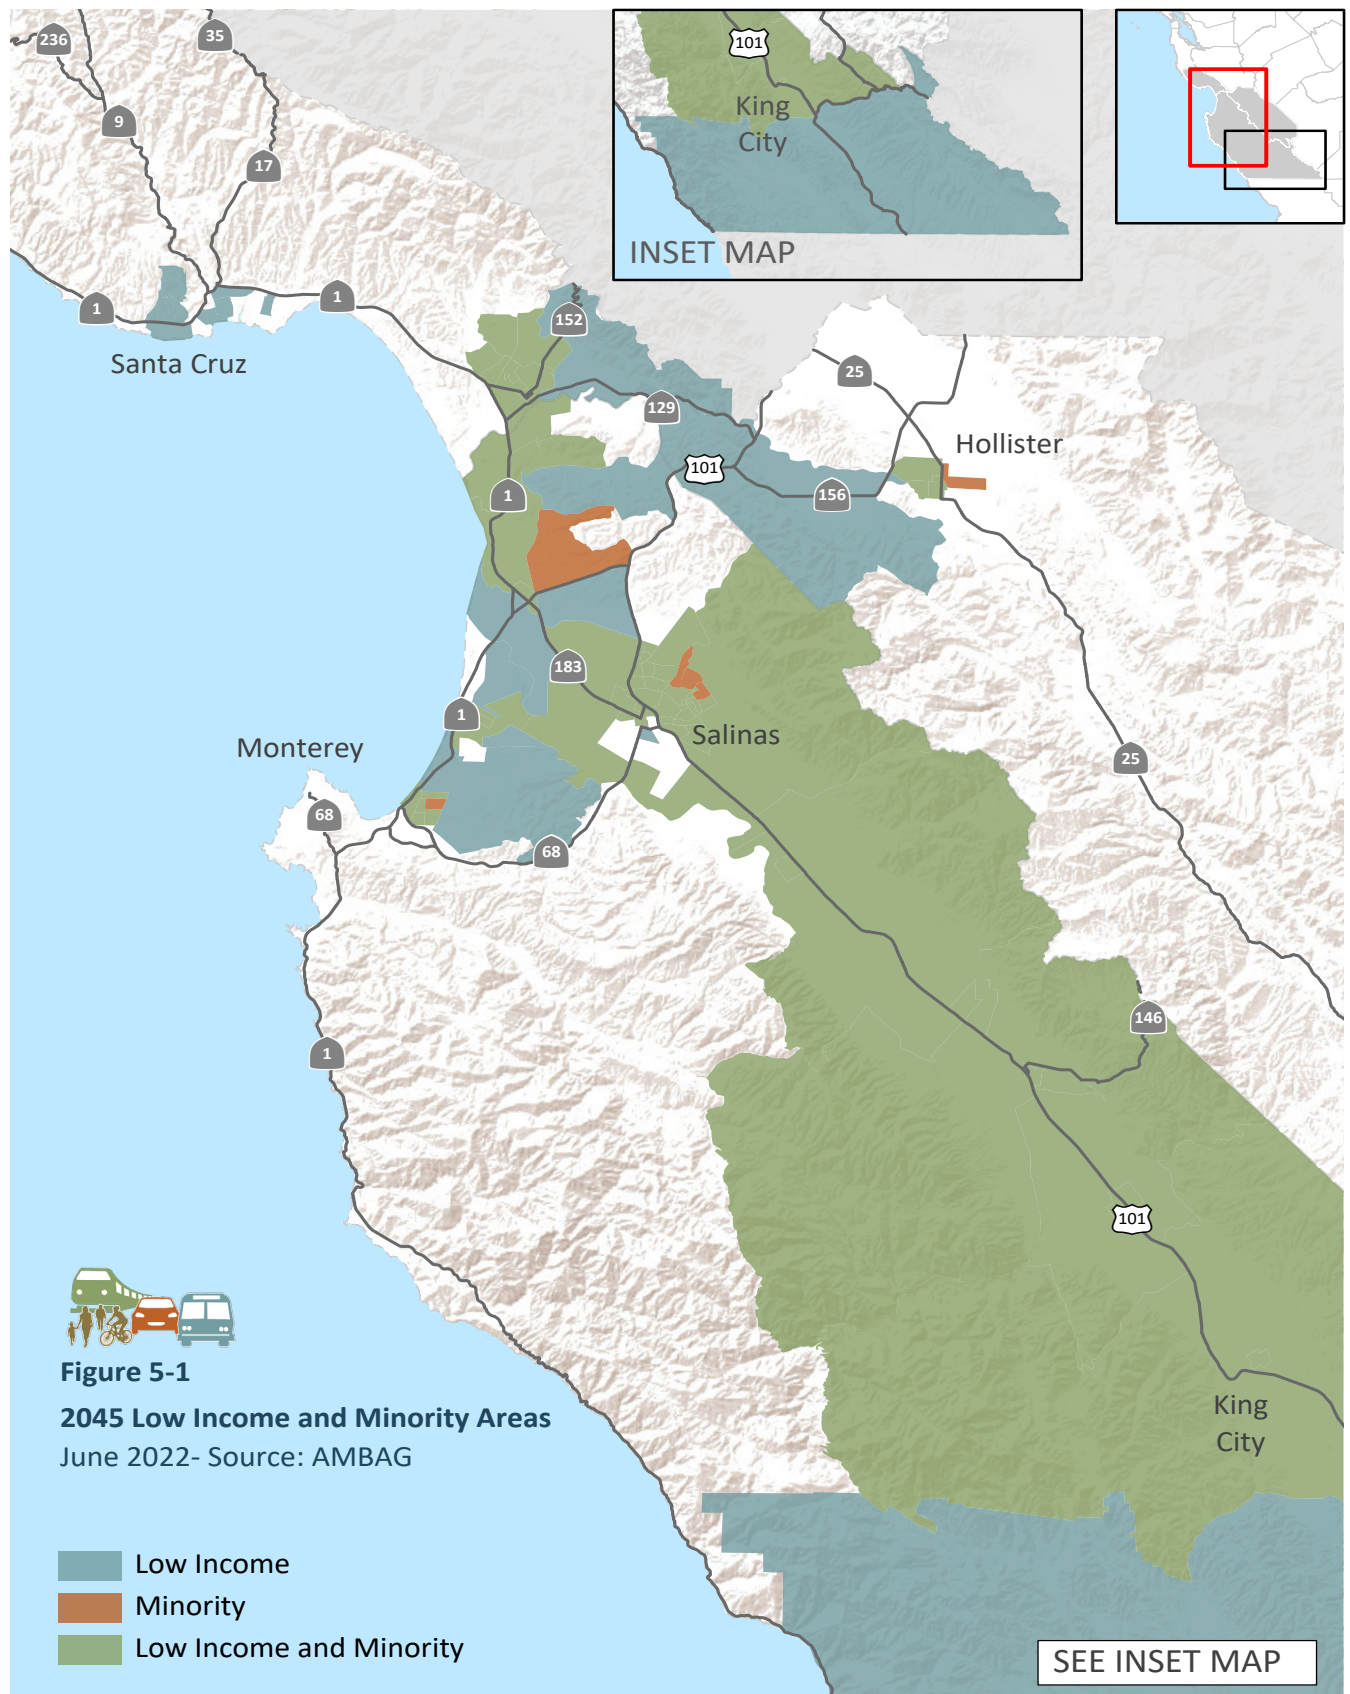 236
35
9
17
1
1
Santa Cruz
152
129
101
1
156
25
Hollister
101
King
City
INSET MAP
183
1
Salinas
Monterey
68
68
25
1
146
101
King
City
Figure 5-1
2045 Low Income and Minority Areas
June 2022- Source: AMBAG
Low Income
Minority
Low Income and Minority
SEE INSET MAP